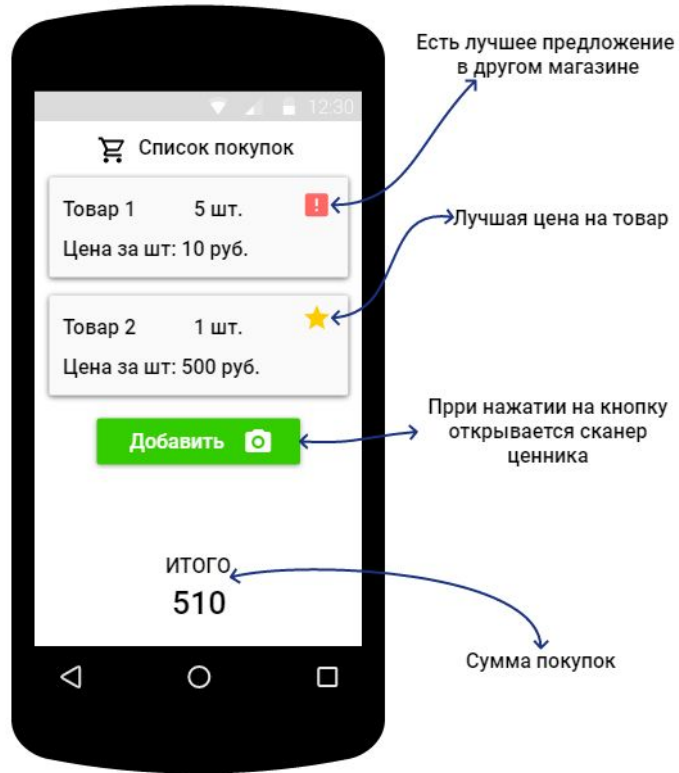 12:30
Список покупок
Товар 1 5 шт.
Цена за шт: 10 руб.
Товар 2 1 шт.
Цена за шт: 500 руб.
Добавить
ИТОГО
510
Есть лучшее предложение
в другом магазине
Лучшая цена на товар
Прри нажатии на кнопку
открывается сканер
ценника
Сумма покупок